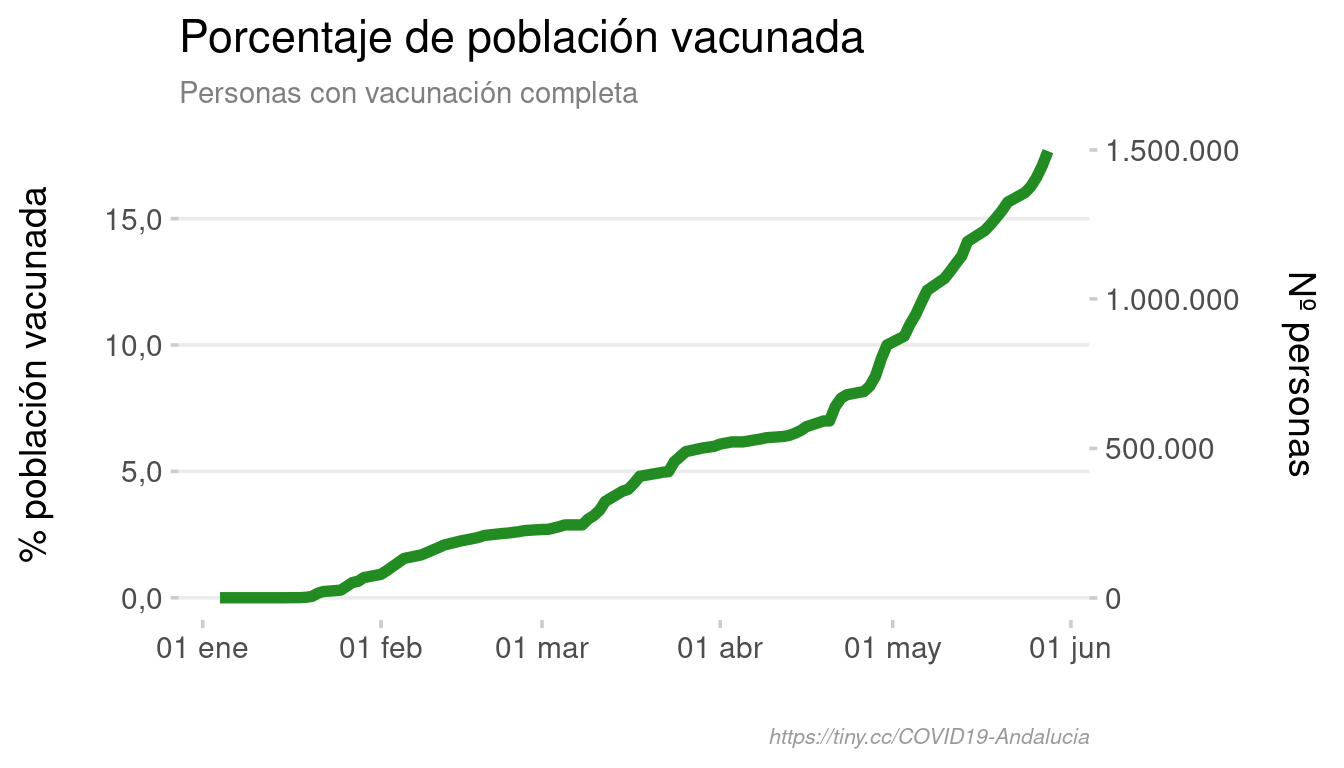 Porcentaje de población vacunada
Personas con vacunación completa
% población vacunada
15,0
10,0
5,0
0,0
1.500.000
1.000.000
500.000
0
Nº personas
01 ene
01 feb
01 mar
01 abr
01 may
01 jun
https://tiny.cc/COVID19-Andalucia